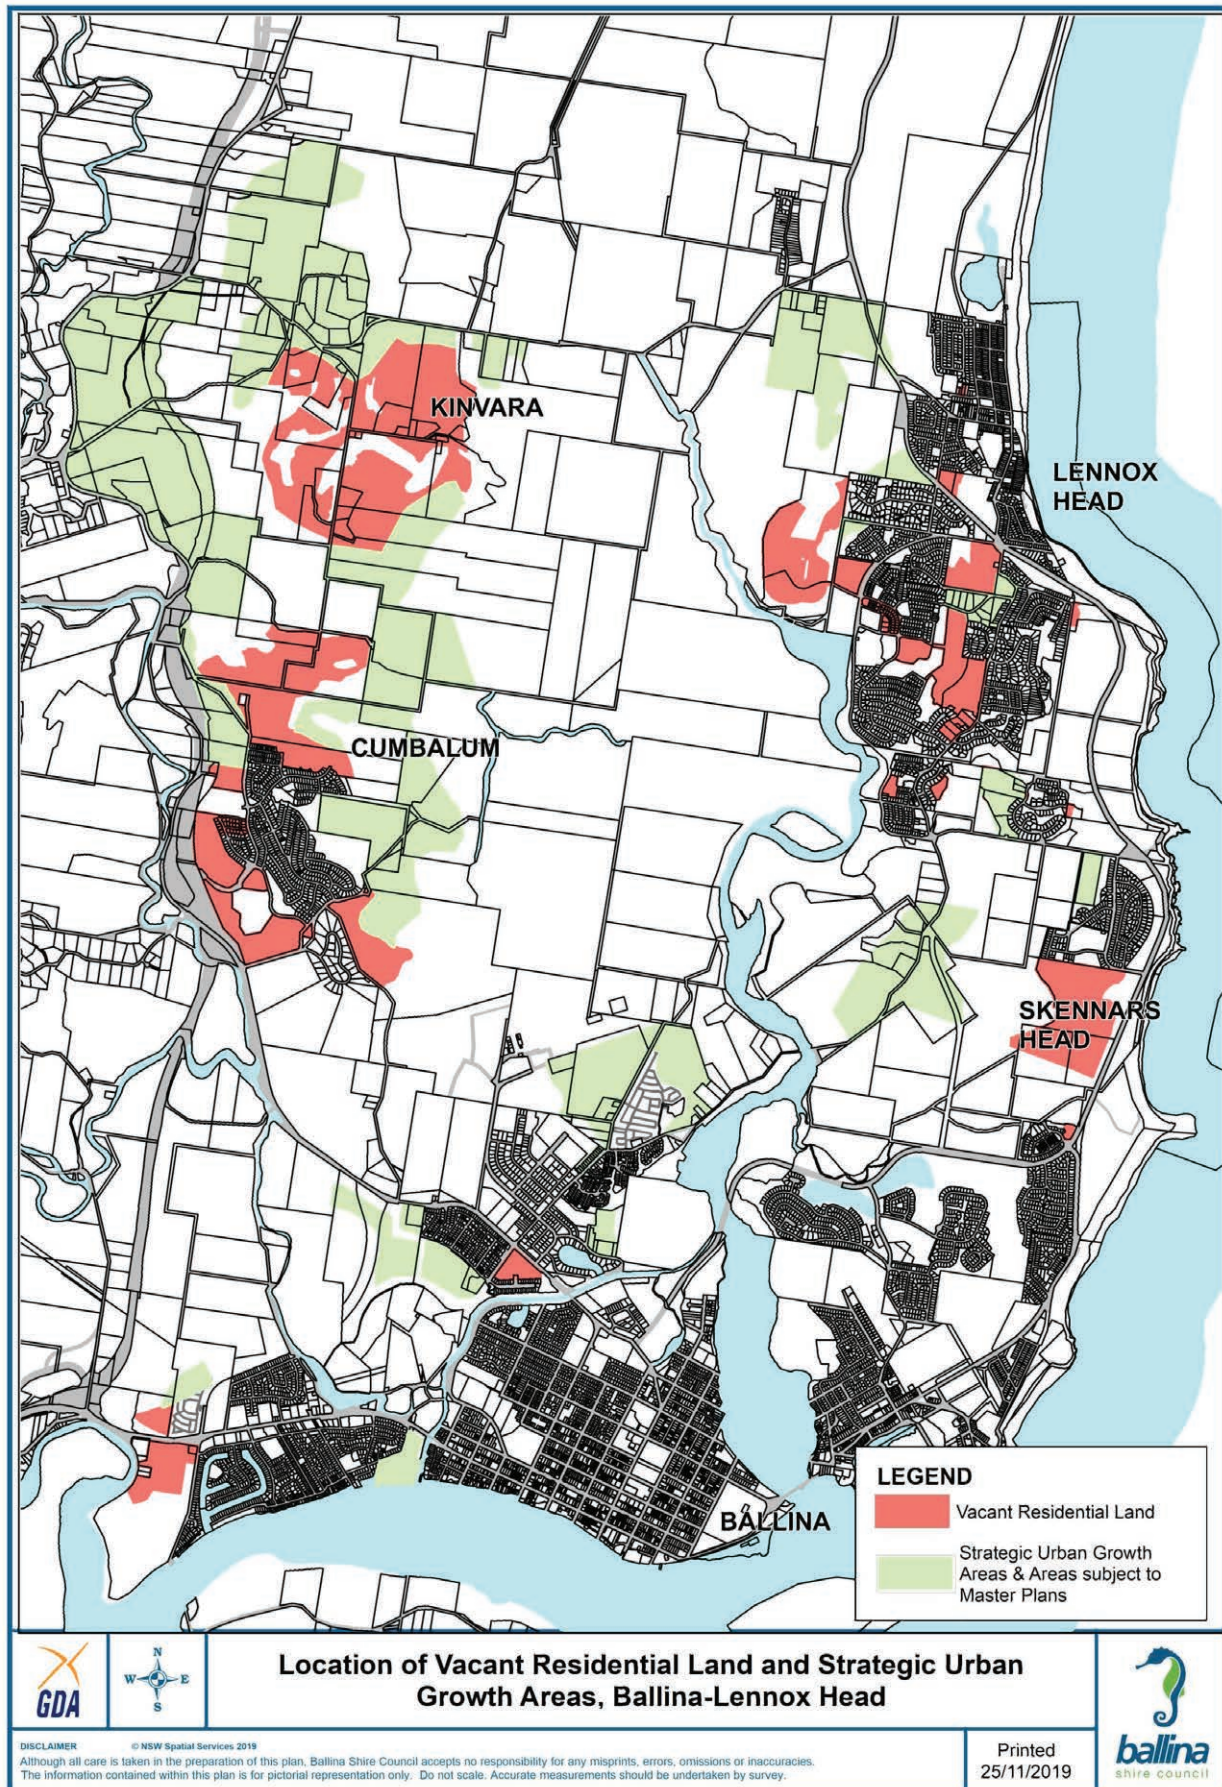 KINVARA
LENNOX
HEAD
CUMBALUM
SKENNARS
HEAD
BALLINA
LEGEND
Vacant Residential Land
Strategic Urban Growth
Areas & Areas subject to
Master Plans
GDA
N
W E
S
Location of Vacant Residential Land and Strategic Urban
Growth Areas, Ballina-Lennox Head
ballina
shire council
DISCLAIMER © NSW Spatial Services 2019
Although all care is taken in the preparation of this plan, Ballina Shire Council accepts no responsibility for any misprints, errors, omissions or inaccuracies.
The information contained within this plan is for pictorial representation only. Do not scale. Accurate measurements should be undertaken by survey.
Printed
25/11/2019